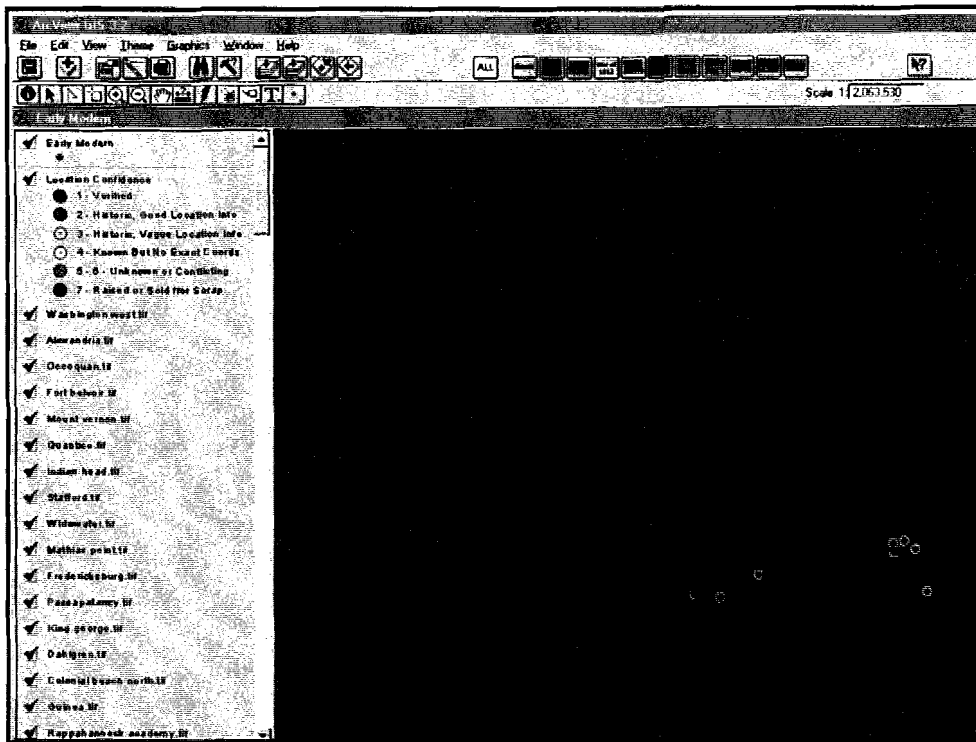 ArcView GIS
File Edit View Theme Graphics Window Help
ALL
Scale 1: 2,063,530
Early Modern
Early Modern
Location Confidence
1 - Verified
2 - Historic, Good Location Info
3 - Historic, Vague Location Info
4 - Known But No Exact Coords
5 - 6 - Unknown or Conflicting
7 - Raised or Sold for Scrap
Washington west.tif
Alexandria.tif
Occoquan.tif
Fort belvoir.tif
Mount vernon.tif
Quantico.tif
Indian head.tif
Stafford.tif
Widewater.tif
Mathias point.tif
Fredericksburg.tif
Passapatanzy.tif
King george.tif
Dahlgren.tif
Colonial beach north.tif
Guinea.tif
Rappahannock academy.tif